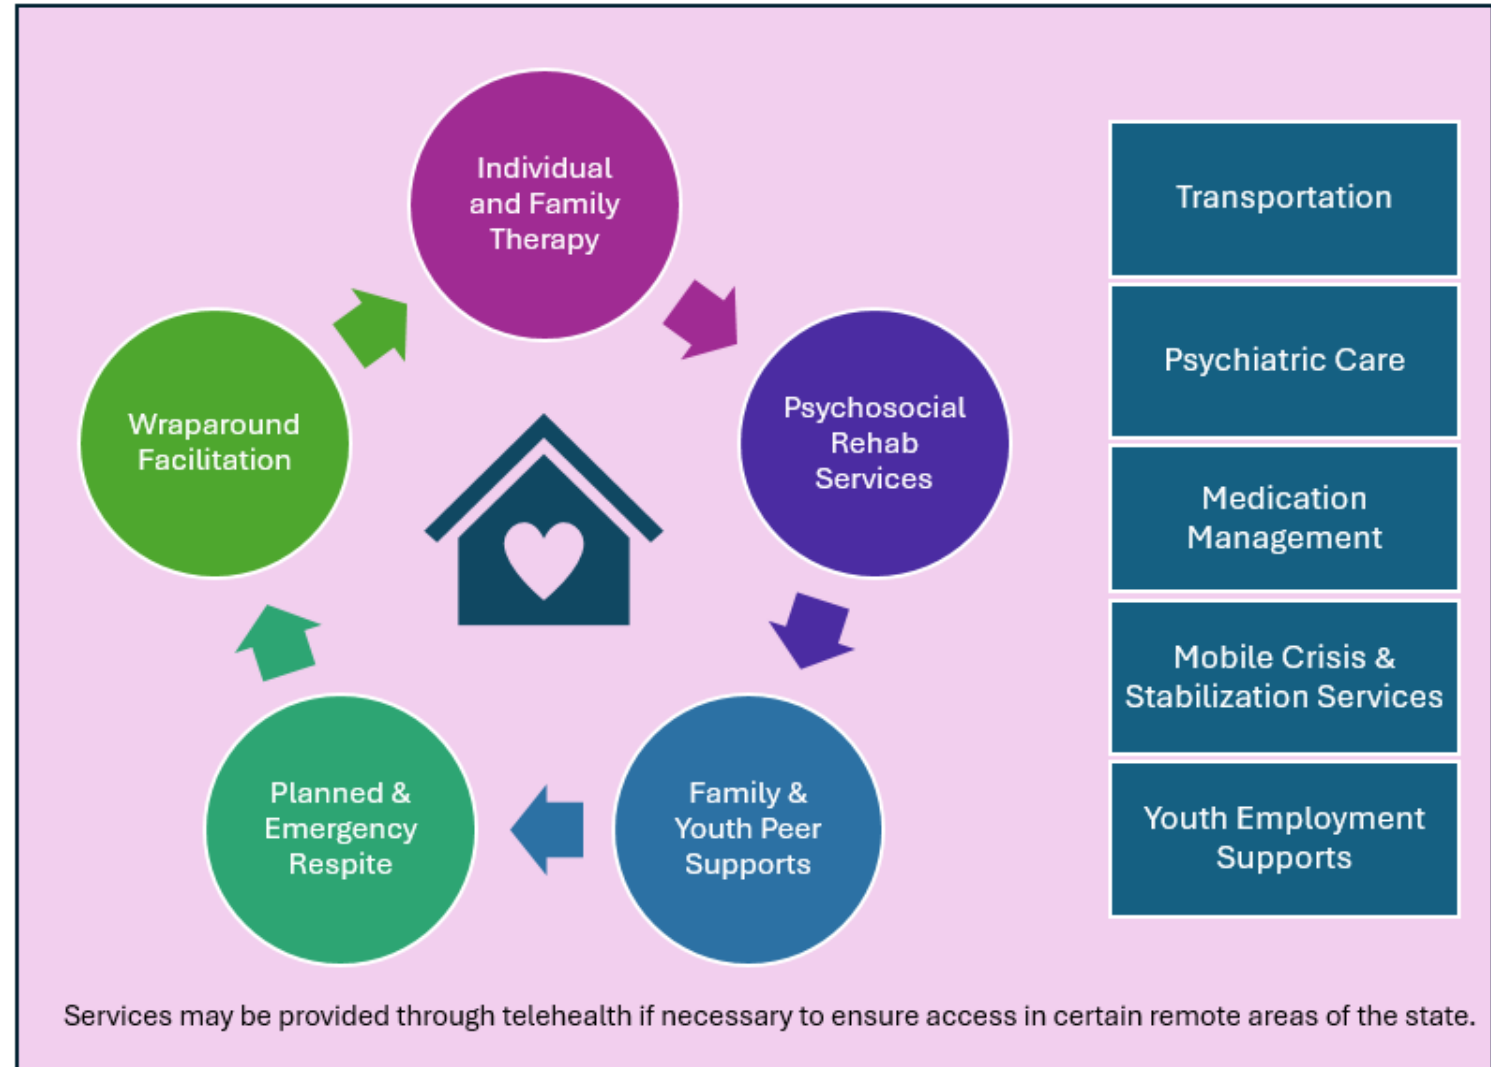 Individual
and Family
Therapy
Psychosocial
Rehab
Services
Family &
Youth Peer
Supports
Planned &
Emergency
Respite
Wraparound
Facilitation
Transportation
Psychiatric Care
Medication
Management
Mobile Crisis &
Stabilization Services
Youth Employment
Supports
Services may be provided through telehealth if necessary to ensure access in certain remote areas of the state.